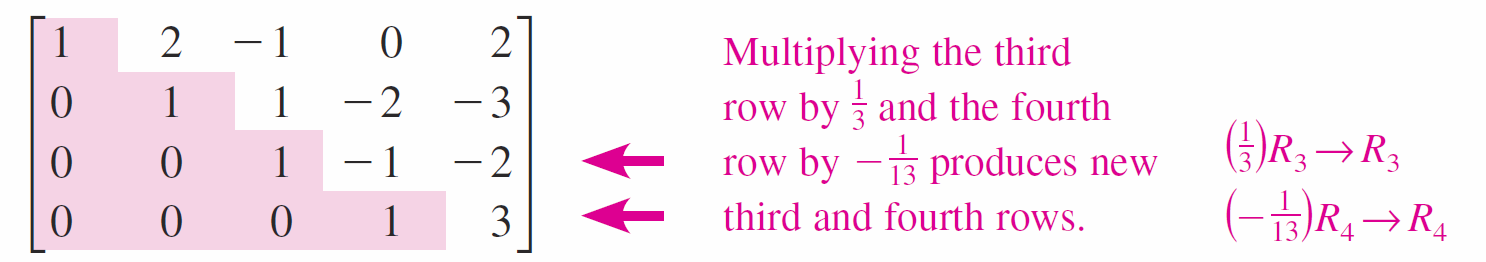 1 2 −1 0 2
0 1 1 −2 −3
0 0 1 −1 −2
0 0 0 1 3
Multiplying the third
row by 1/3 and the fourth
row by −1/13 produces new
third and fourth rows.
(1/3)R₃ → R₃
(−1/13)R₄ → R₄